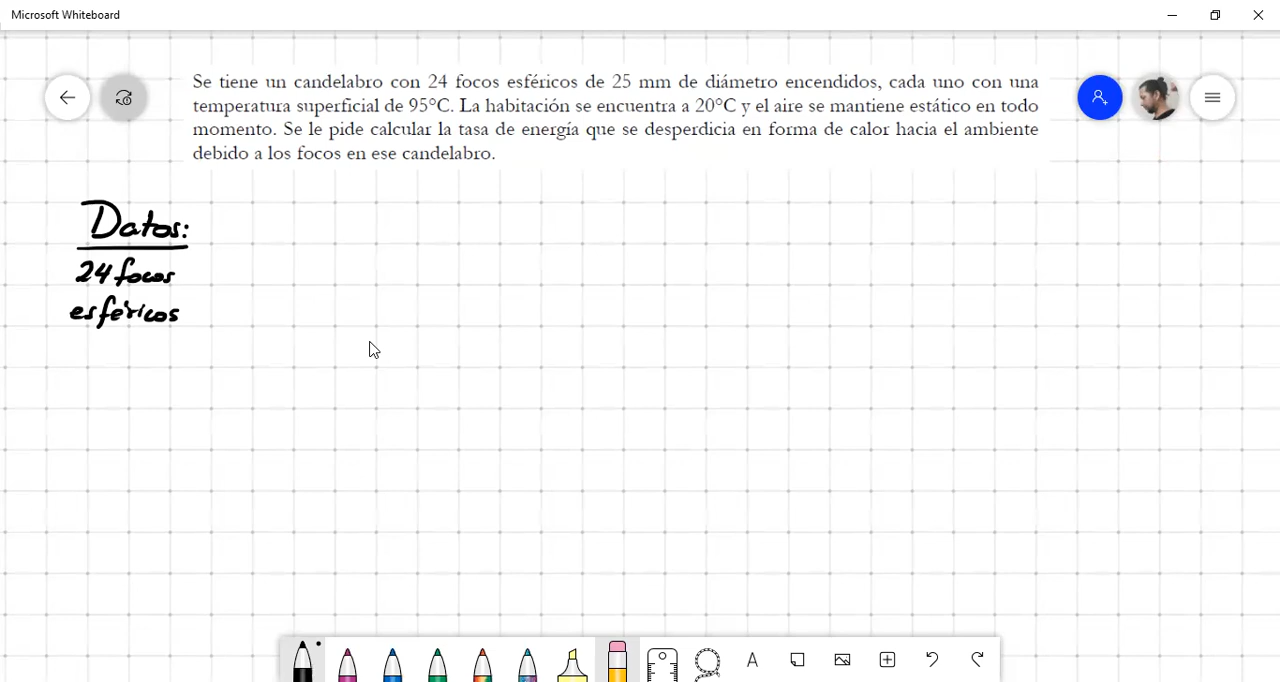 Microsoft Whiteboard
Se tiene un candelabro con 24 focos esféricos de 25 mm de diámetro encendidos, cada uno con una
temperatura superficial de 95°C. La habitación se encuentra a 20°C y el aire se mantiene estático en todo
momento. Se le pide calcular la tasa de energía que se desperdicia en forma de calor hacia el ambiente
debido a los focos en ese candelabro.
Datos:
24 focos
esféricos